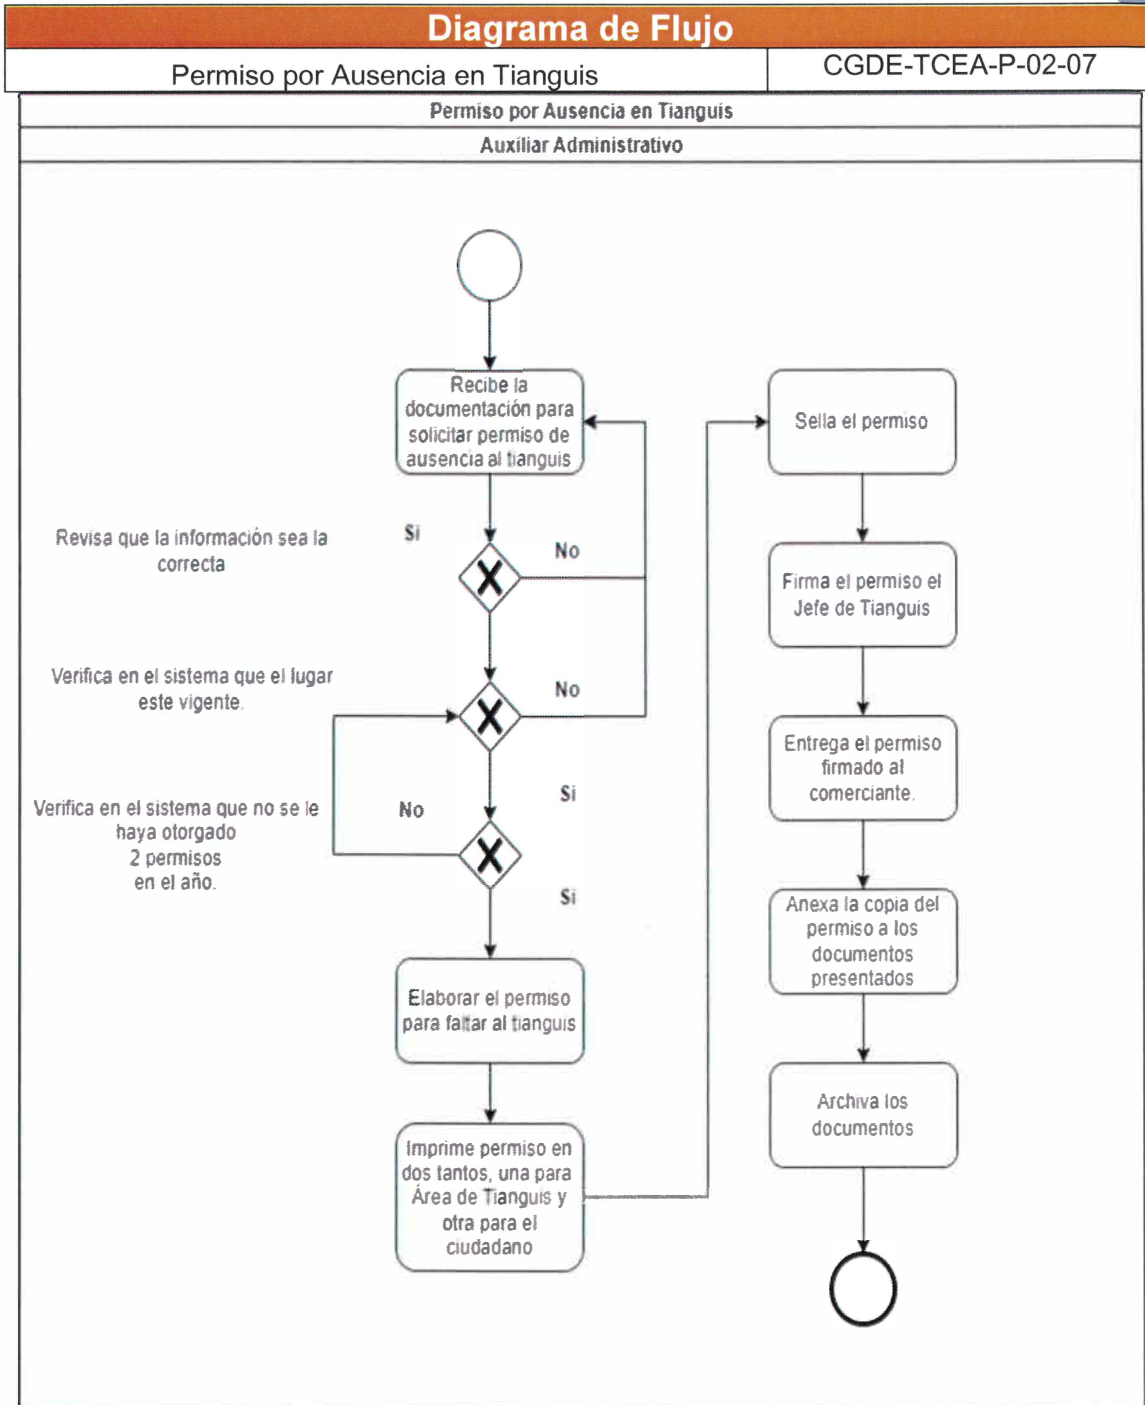 Diagrama de Flujo
Permiso por Ausencia en Tianguis
CGDE-TCEA-P-02-07
Permiso por Ausencia en Tianguis
Auxiliar Administrativo
Recibe la
documentación para
solicitar permiso de
ausencia al tianguis
Revisa que la información sea la
correcta
Si
No
Verifica en el sistema que el lugar
este vigente.
No
Si
Verifica en el sistema que no se le
haya otorgado
2 permisos
en el año.
No
Si
Elaborar el permiso
para faltar al tianguis
Imprime permiso en
dos tantos, una para
Área de Tianguis y
otra para el
ciudadano
Sella el permiso
Firma el permiso el
Jefe de Tianguis
Entrega el permiso
firmado al
comerciante.
Anexa la copia del
permiso a los
documentos
presentados
Archiva los
documentos